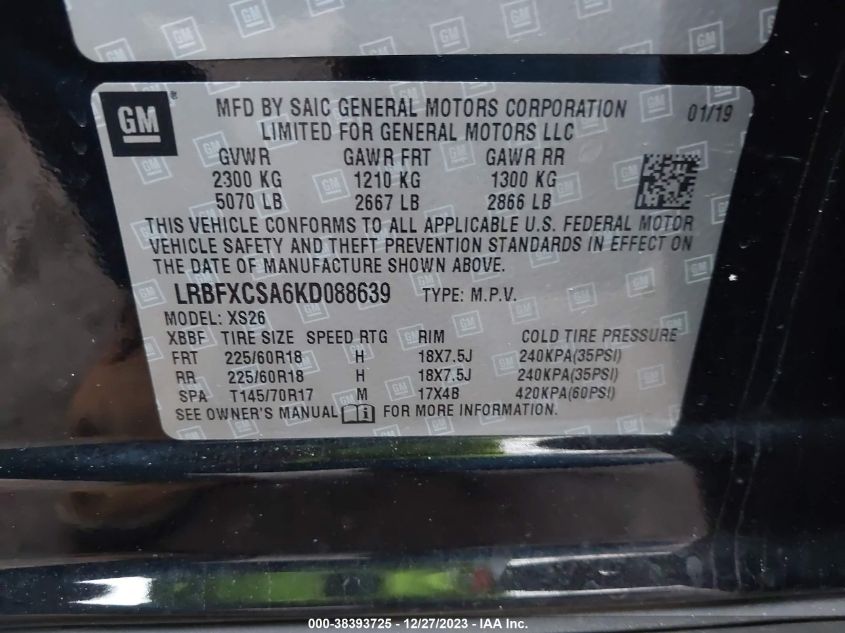 GM
MFD BY SAIC GENERAL MOTORS CORPORATION 01/19
LIMITED FOR GENERAL MOTORS LLC
GVWR GAWR FRT GAWR RR
2300 KG 1210 KG 1300 KG
5070 LB 2667 LB 2866 LB
THIS VEHICLE CONFORMS TO ALL APPLICABLE U.S. FEDERAL MOTOR
VEHICLE SAFETY AND THEFT PREVENTION STANDARDS IN EFFECT ON
THE DATE OF MANUFACTURE SHOWN ABOVE.
LRBFXCSA6KD088639 TYPE: M.P.V.
MODEL: XS26
XBBF TIRE SIZE SPEED RTG RIM COLD TIRE PRESSURE
FRT 225/60R18 H 18X7.5J 240KPA(35PSI)
RR 225/60R18 H 18X7.5J 240KPA(35PSI)
SPA T145/70R17 M 17X4B 420KPA(60PSI)
SEE OWNER'S MANUAL FOR MORE INFORMATION.
000-38393725 - 12/27/2023 - IAA Inc.